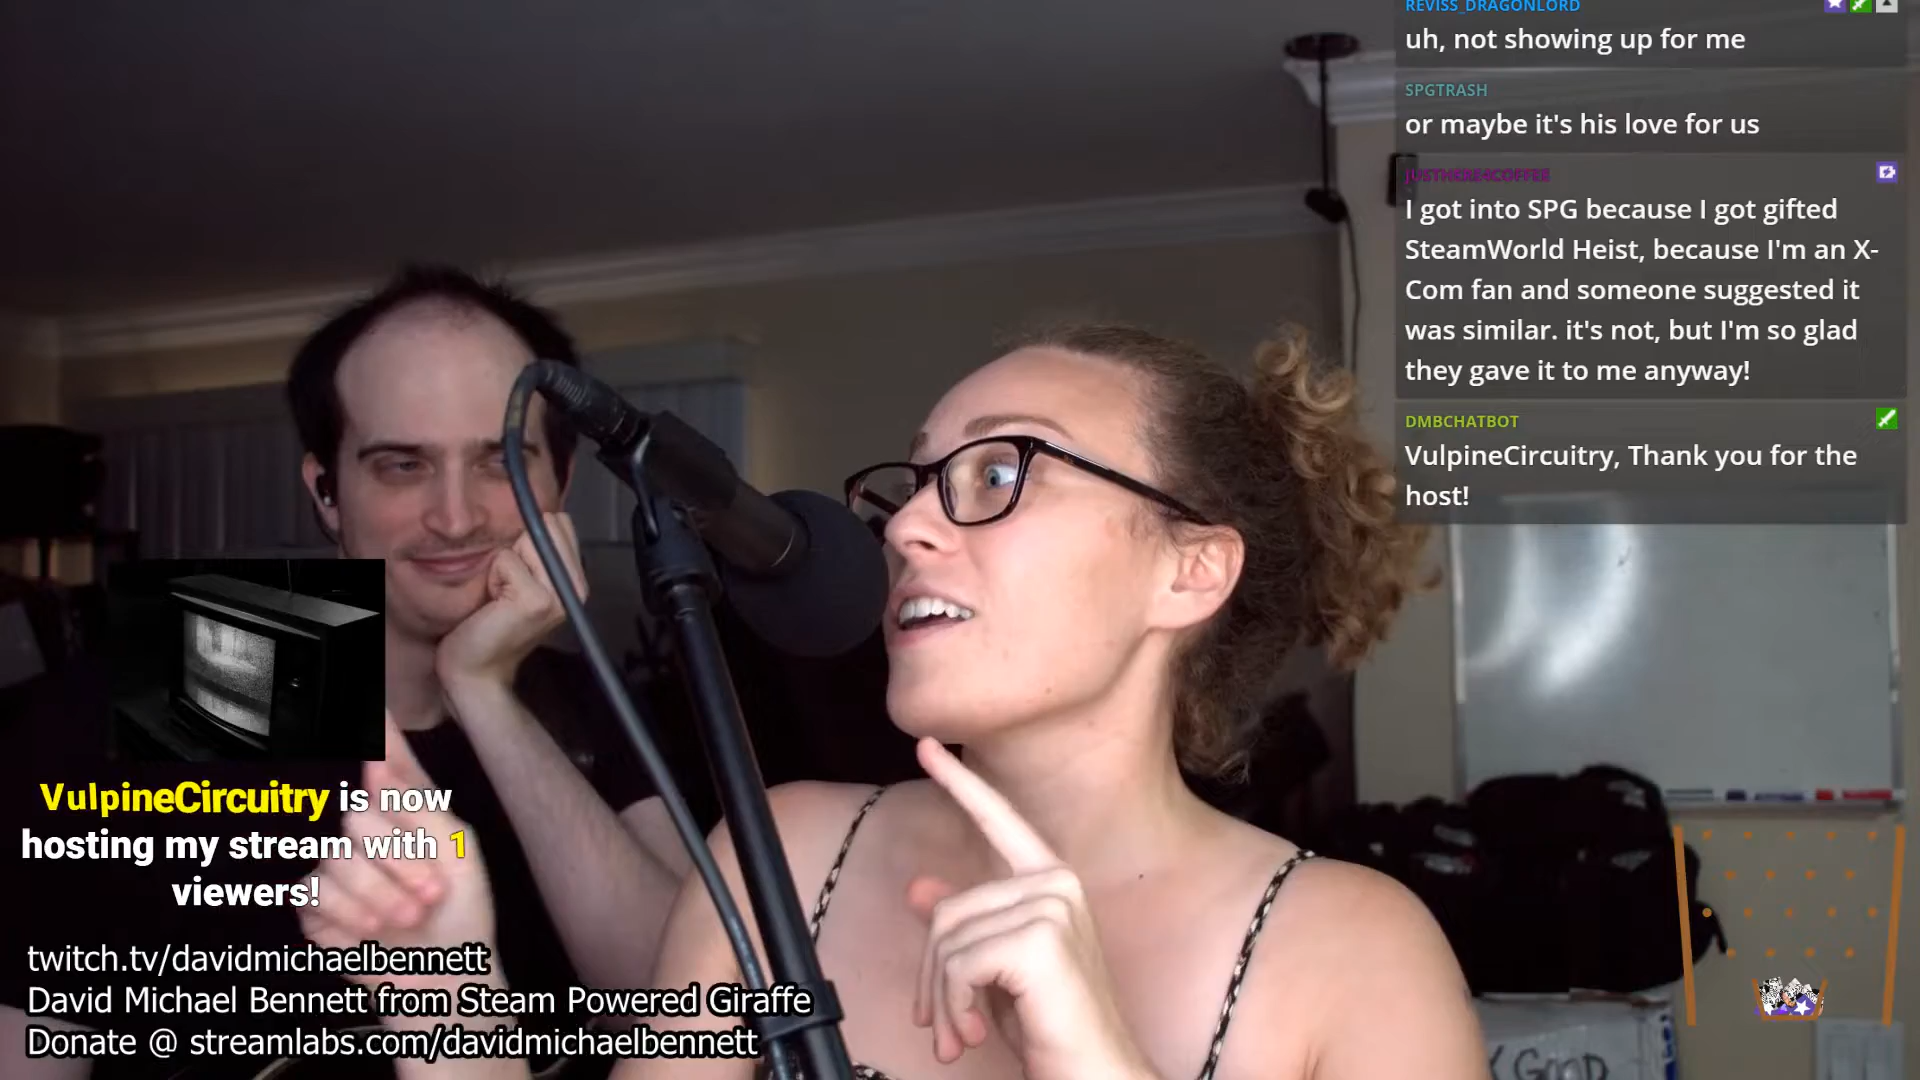 REVISS_DRAGONLORD
uh, not showing up for me
SPGTRASH
or maybe it's his love for us
JUSTHERE4COFFEE
I got into SPG because I got gifted
SteamWorld Heist, because I'm an X-
Com fan and someone suggested it
was similar. it's not, but I'm so glad
they gave it to me anyway!
DMBCHATBOT
VulpineCircuitry, Thank you for the
host!
VulpineCircuitry is now
hosting my stream with 1
viewers!
twitch.tv/davidmichaelbennett
David Michael Bennett from Steam Powered Giraffe
Donate @ streamlabs.com/davidmichaelbennett
GOOD